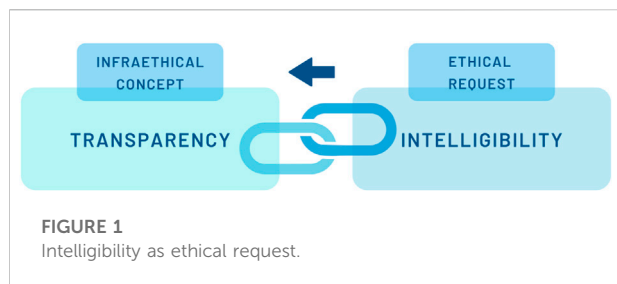 INFRAETHICAL
CONCEPT
ETHICAL
REQUEST
TRANSPARENCY
INTELLIGIBILITY
FIGURE 1
Intelligibility as ethical request.